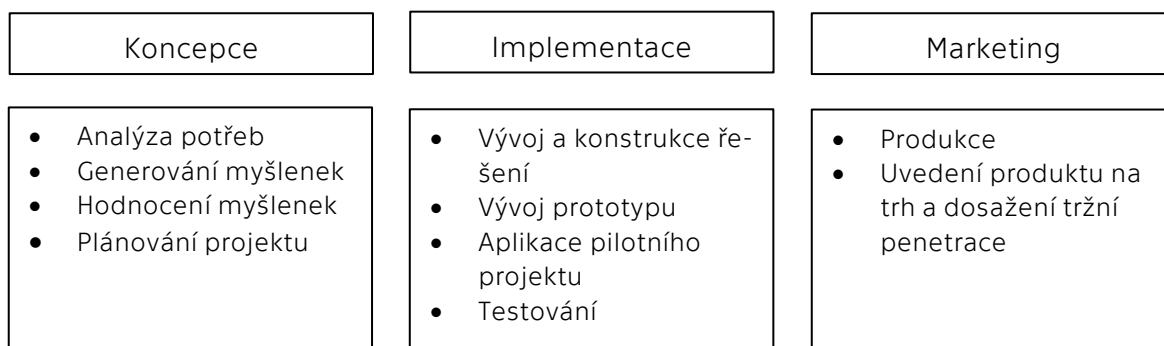 Koncepce
• Analýza potřeb
• Generování myšlenek
• Hodnocení myšlenek
• Plánování projektu
Implementace
• Vývoj a konstrukce ře-
šení
• Vývoj prototypu
• Aplikace pilotního
projektu
• Testování
Marketing
• Produkce
• Uvedení produktu na
trh a dosažení tržní
penetrace